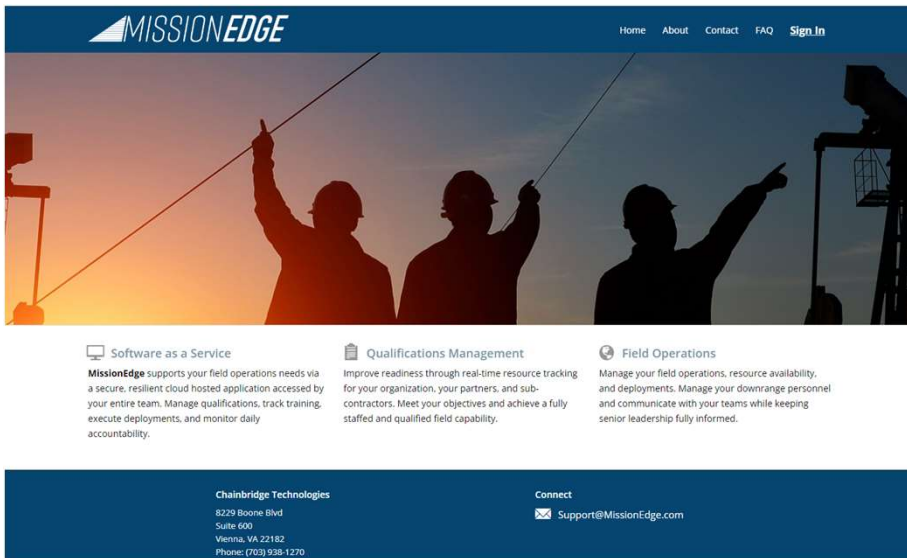 MISSIONEDGE
Home About Contact FAQ Sign In
Software as a Service
MissionEdge supports your field operations needs via
a secure, resilient cloud hosted application accessed by
your entire team. Manage qualifications, track training,
execute deployments, and monitor daily
accountability.
Qualifications Management
Improve readiness through real-time resource tracking
for your organization, your partners, and sub-
contractors. Meet your objectives and achieve a fully
staffed and qualified field capability.
Field Operations
Manage your field operations, resource availability,
and deployments. Manage your downrange personnel
and communicate with your teams while keeping
senior leadership fully informed.
Chainbridge Technologies
8229 Boone Blvd
Suite 600
Vienna, VA 22182
Phone: (703) 938-1270
Connect
Support@MissionEdge.com